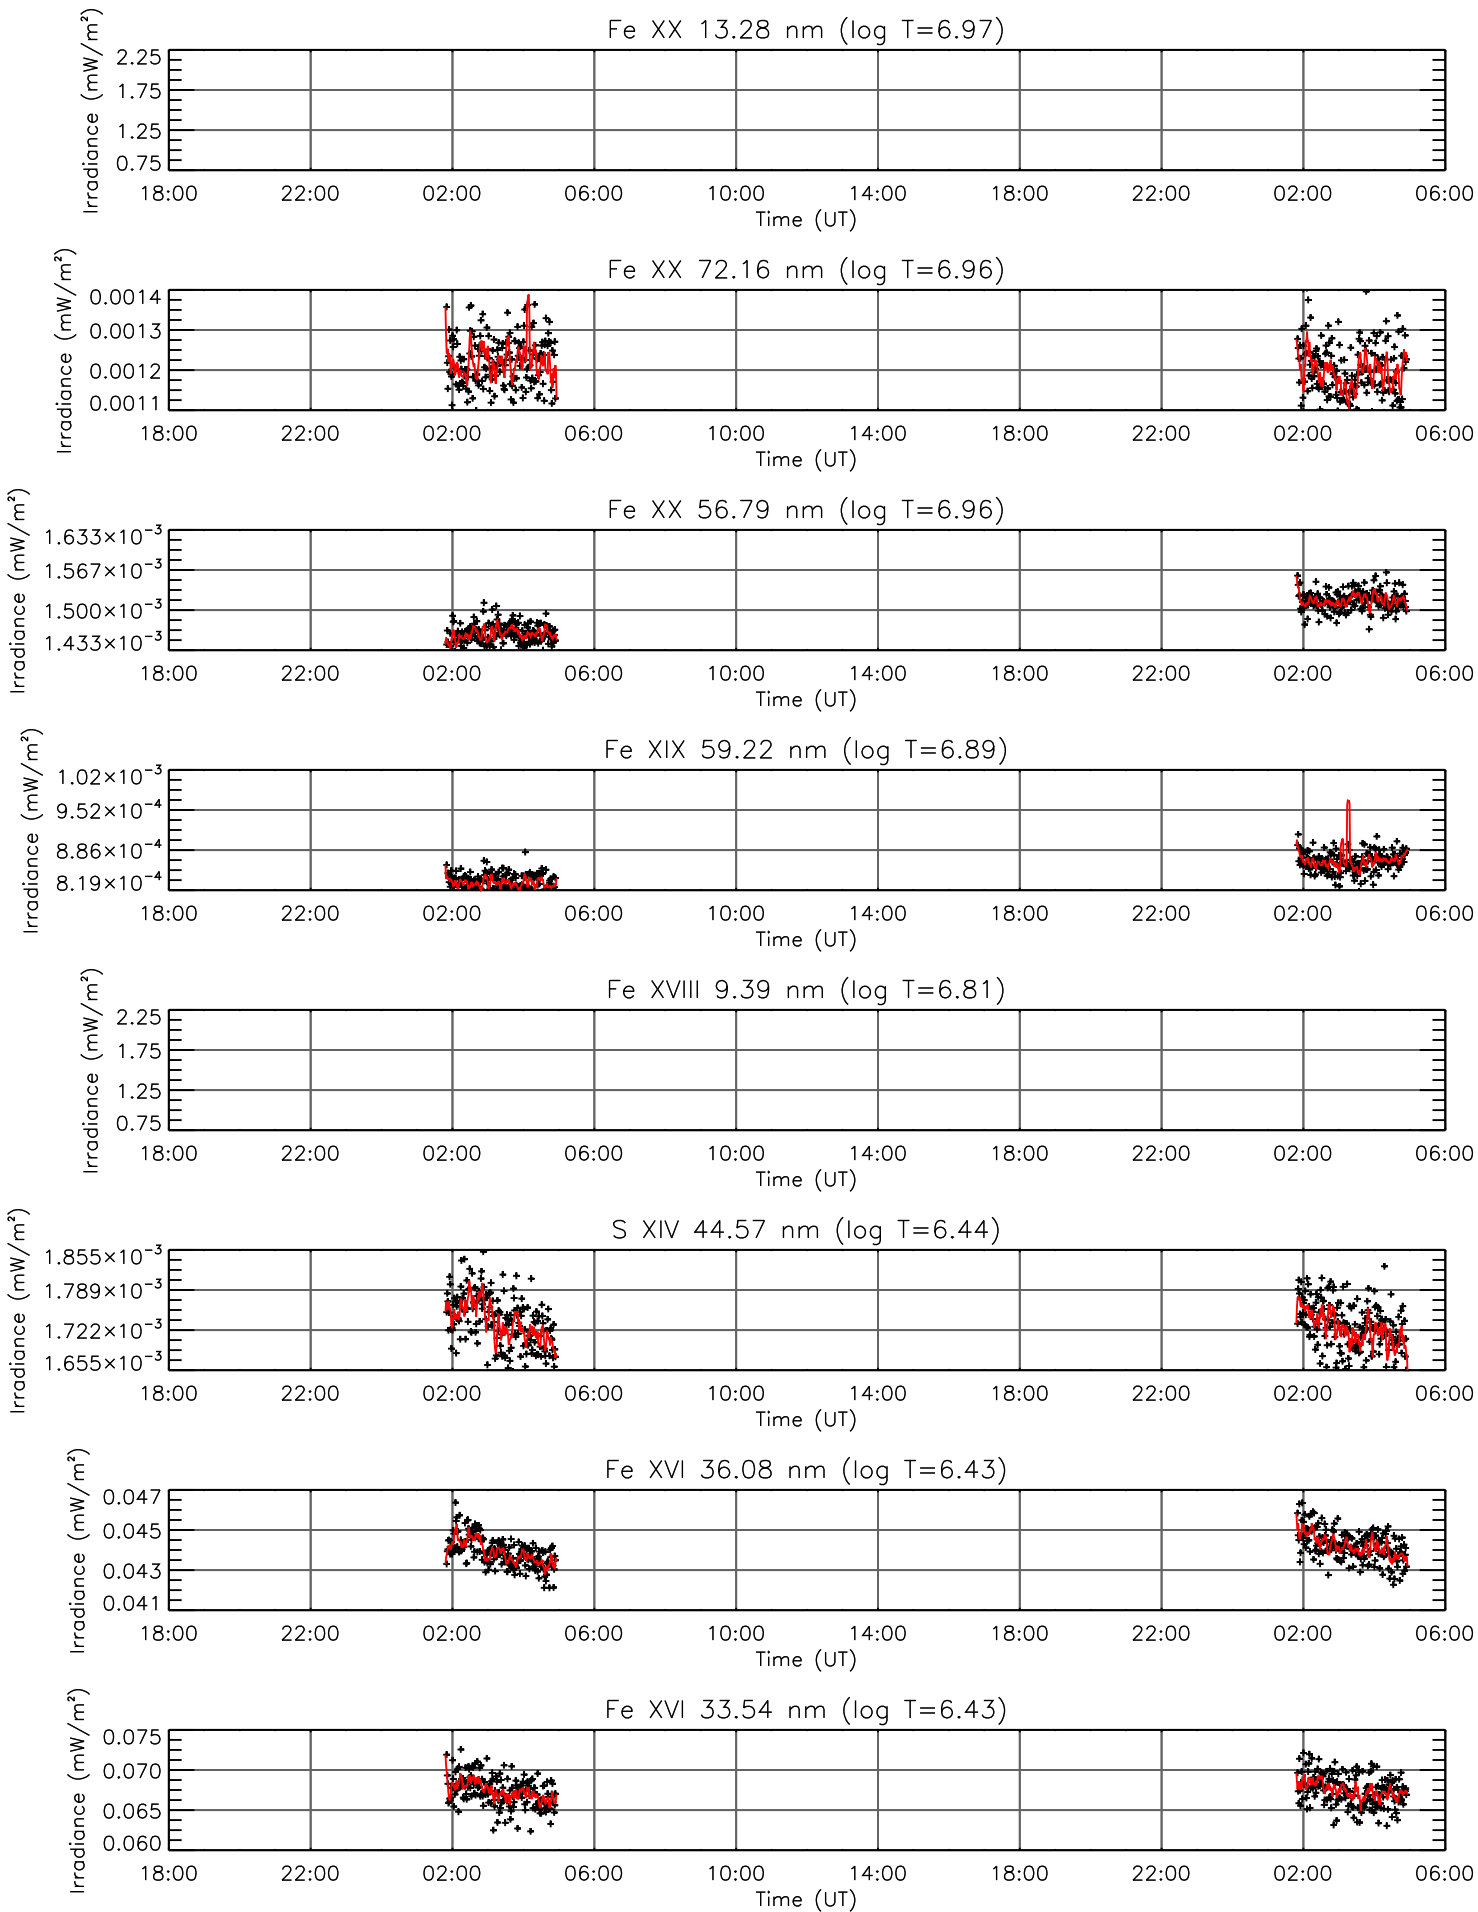 Fe XX 13.28 nm (log T=6.97)
Irradiance (mW/m²)
2.25
1.75
1.25
0.75
18:00 22:00 02:00 06:00 10:00 14:00 18:00 22:00 02:00 06:00
Time (UT)
Fe XX 72.16 nm (log T=6.96)
Irradiance (mW/m²)
0.0014
0.0013
0.0012
0.0011
18:00 22:00 02:00 06:00 10:00 14:00 18:00 22:00 02:00 06:00
Time (UT)
Fe XX 56.79 nm (log T=6.96)
Irradiance (mW/m²)
1.633×10⁻³
1.567×10⁻³
1.500×10⁻³
1.433×10⁻³
18:00 22:00 02:00 06:00 10:00 14:00 18:00 22:00 02:00 06:00
Time (UT)
Fe XIX 59.22 nm (log T=6.89)
Irradiance (mW/m²)
1.02×10⁻³
9.52×10⁻⁴
8.86×10⁻⁴
8.19×10⁻⁴
18:00 22:00 02:00 06:00 10:00 14:00 18:00 22:00 02:00 06:00
Time (UT)
Fe XVIII 9.39 nm (log T=6.81)
Irradiance (mW/m²)
2.25
1.75
1.25
0.75
18:00 22:00 02:00 06:00 10:00 14:00 18:00 22:00 02:00 06:00
Time (UT)
S XIV 44.57 nm (log T=6.44)
Irradiance (mW/m²)
1.855×10⁻³
1.789×10⁻³
1.722×10⁻³
1.655×10⁻³
18:00 22:00 02:00 06:00 10:00 14:00 18:00 22:00 02:00 06:00
Time (UT)
Fe XVI 36.08 nm (log T=6.43)
Irradiance (mW/m²)
0.047
0.045
0.043
0.041
18:00 22:00 02:00 06:00 10:00 14:00 18:00 22:00 02:00 06:00
Time (UT)
Fe XVI 33.54 nm (log T=6.43)
Irradiance (mW/m²)
0.075
0.070
0.065
0.060
18:00 22:00 02:00 06:00 10:00 14:00 18:00 22:00 02:00 06:00
Time (UT)